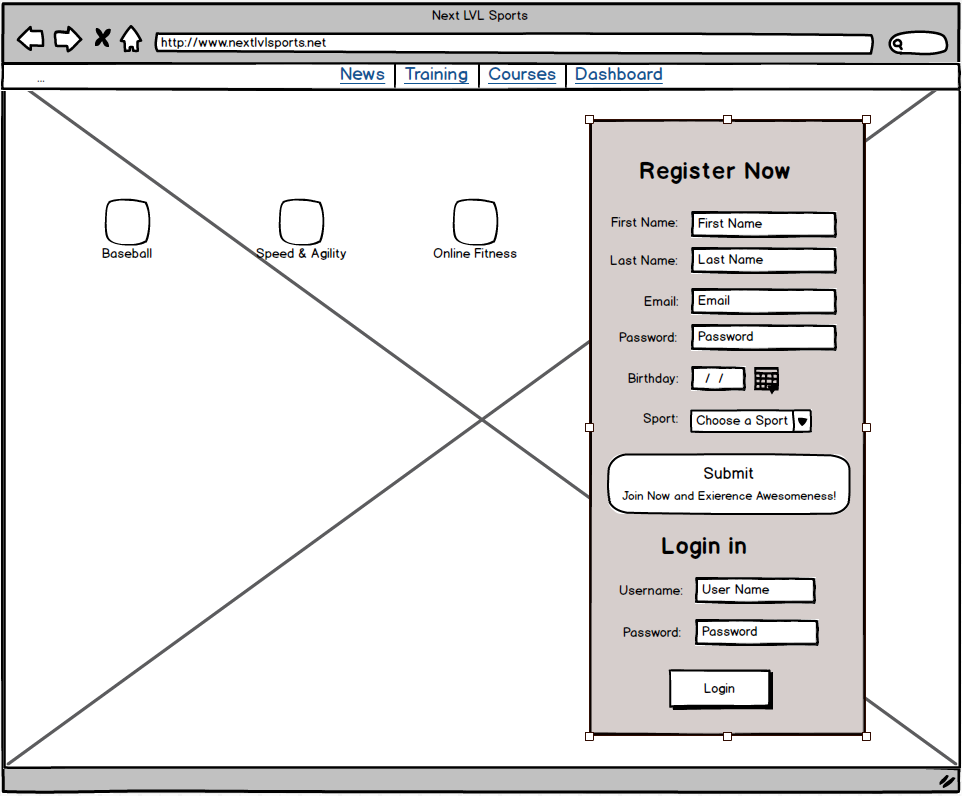 Next LVL Sports
http://www.nextlvlsports.net
... News Training Courses Dashboard
Baseball Speed & Agility Online Fitness
Register Now
First Name: First Name
Last Name: Last Name
Email: Email
Password: Password
Birthday: / /
Sport: Choose a Sport
Submit
Join Now and Exierence Awesomeness!
Login in
Username: User Name
Password: Password
Login